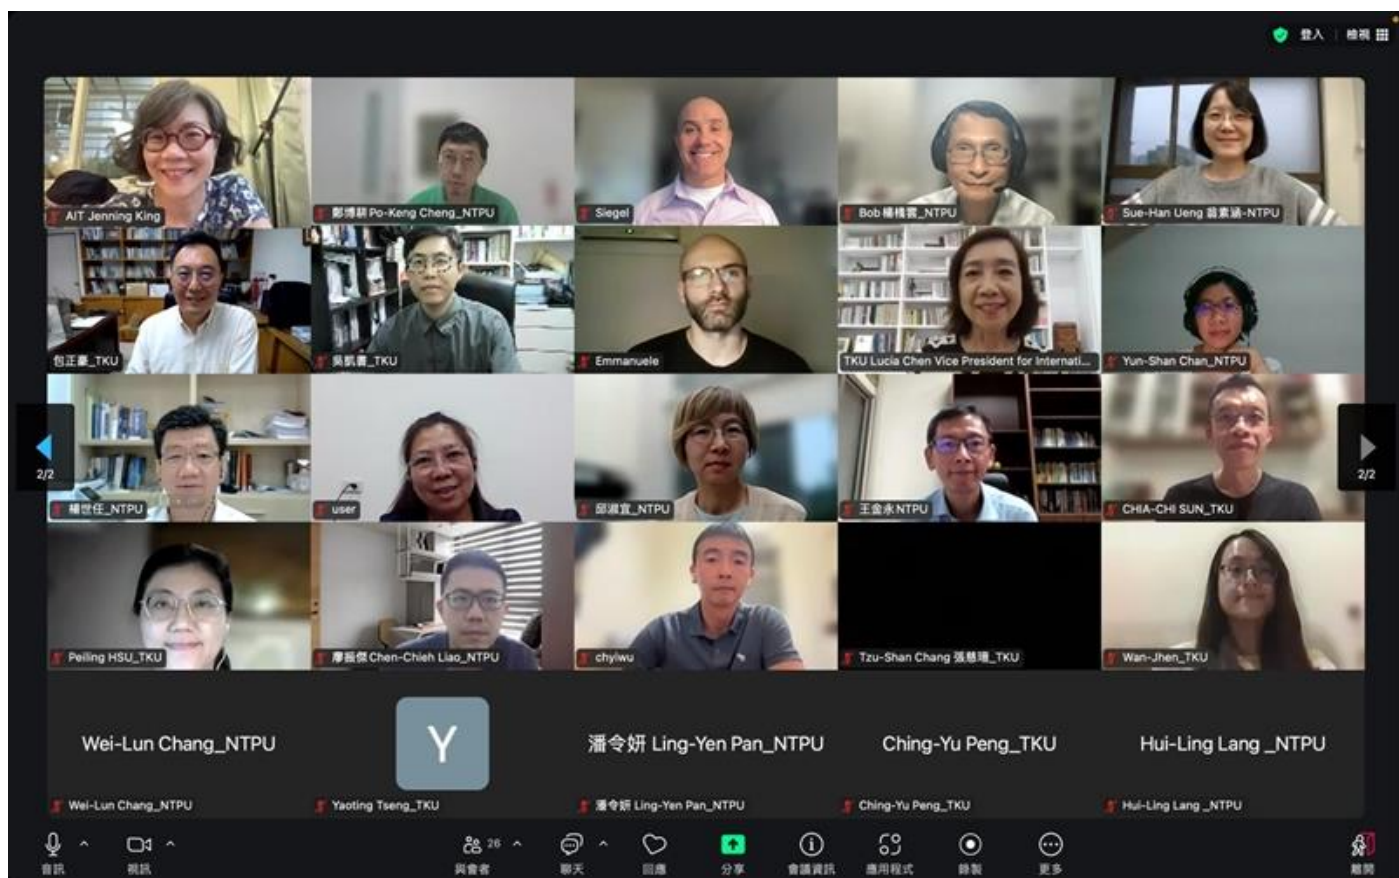 登入 檢視
AIT Jenning King
鄭博耕 Po-Keng Cheng_NTPU
Siegel
Bob 楊棧雲_NTPU
Sue-Han Ueng 翁素涵-NTPU
包正豪_TKU
吳凱書_TKU
Emmanuele
TKU Lucia Chen Vice President for Internati...
Yun-Shan Chan_NTPU
2/2
楊世任_NTPU
user
邱淑宜_NTPU
王金永 NTPU
CHIA-CHI SUN_TKU
2/2
Peiling HSU_TKU
廖振傑 Chen-Chieh Liao_NTPU
chyiwu
Tzu-Shan Chang 張慈珊_TKU
Wan-Jhen_TKU
Wei-Lun Chang_NTPU
Y
潘令妍 Ling-Yen Pan_NTPU
Ching-Yu Peng_TKU
Hui-Ling Lang _NTPU
Wei-Lun Chang_NTPU
Yaoting Tseng_TKU
潘令妍 Ling-Yen Pan_NTPU
Ching-Yu Peng_TKU
Hui-Ling Lang _NTPU
音訊
視訊
26
與會者
聊天
回應
分享
會議資訊
應用程式
錄製
更多
離開